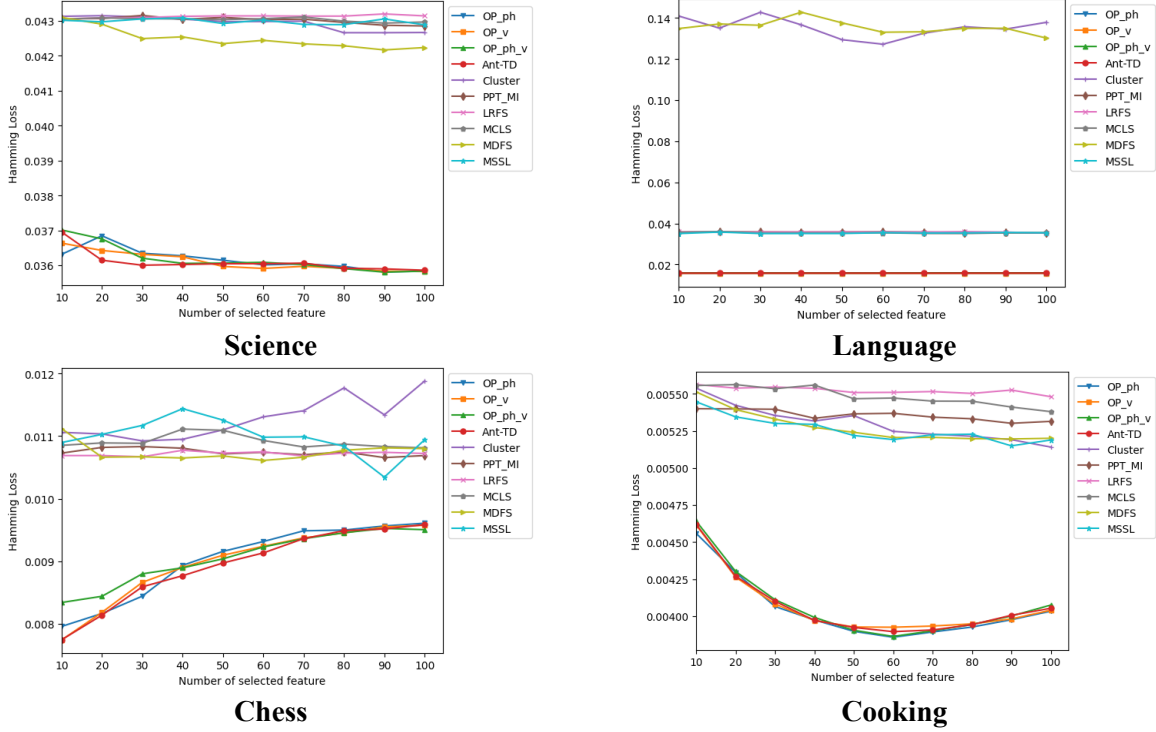 0.043
0.042
0.041
0.040
0.039
0.038
0.037
0.036
Hamming Loss
10 20 30 40 50 60 70 80 90 100
Number of selected feature
OP_ph
OP_v
OP_ph_v
Ant-TD
Cluster
PPT_MI
LRFS
MCLS
MDFS
MSSL
Science
0.14
0.12
0.10
0.08
0.06
0.04
0.02
Hamming Loss
10 20 30 40 50 60 70 80 90 100
Number of selected feature
OP_ph
OP_v
OP_ph_v
Ant-TD
Cluster
PPT_MI
LRFS
MCLS
MDFS
MSSL
Language
0.012
0.011
0.010
0.009
0.008
Hamming Loss
10 20 30 40 50 60 70 80 90 100
Number of selected feature
OP_ph
OP_v
OP_ph_v
Ant-TD
Cluster
PPT_MI
LRFS
MCLS
MDFS
MSSL
Chess
0.00550
0.00525
0.00500
0.00475
0.00450
0.00425
0.00400
Hamming Loss
10 20 30 40 50 60 70 80 90 100
Number of selected feature
OP_ph
OP_v
OP_ph_v
Ant-TD
Cluster
PPT_MI
LRFS
MCLS
MDFS
MSSL
Cooking